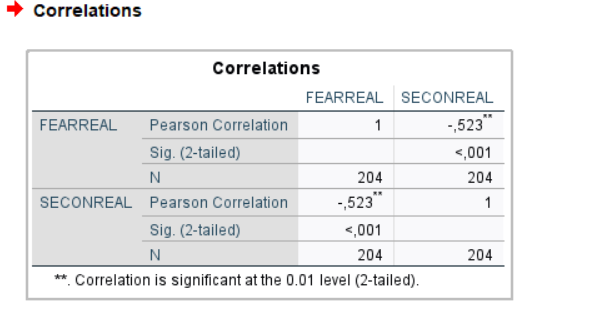 Correlations
Correlations
FEARREAL SECONREAL
FEARREAL Pearson Correlation 1 -,523**
Sig. (2-tailed) <,001
N 204 204
SECONREAL Pearson Correlation -,523** 1
Sig. (2-tailed) <,001
N 204 204
**. Correlation is significant at the 0.01 level (2-tailed).